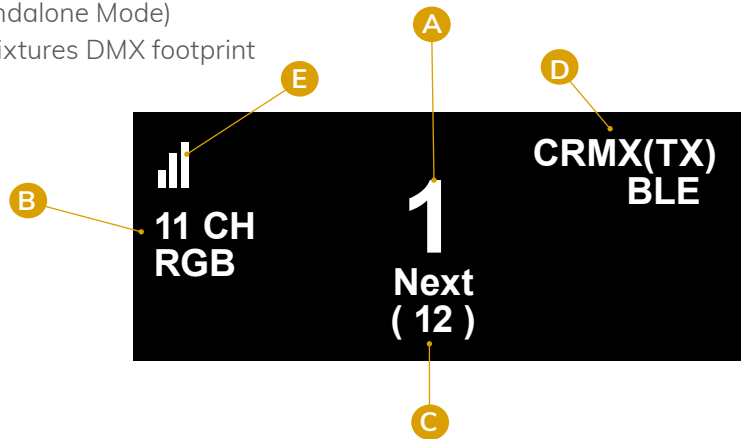 ndalone Mode)
ixtures DMX footprint
A
E
D
B
C
CRMX(TX)
BLE
11 CH
RGB
1
Next
( 12 )